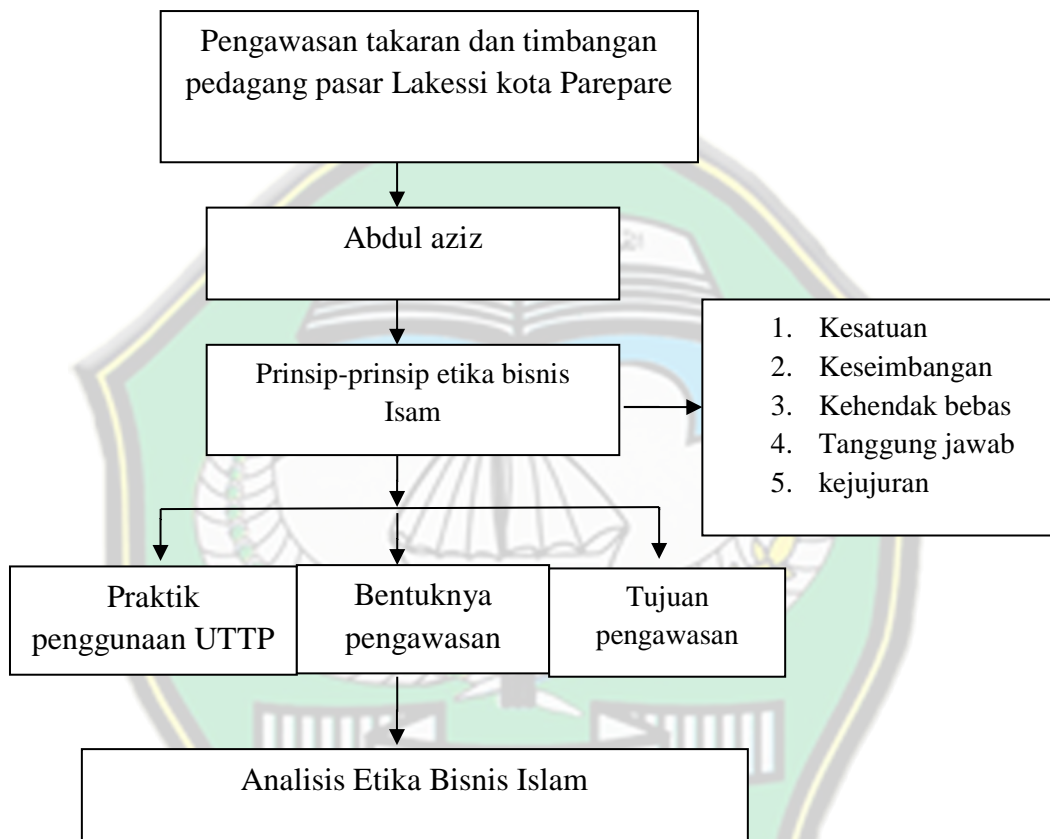 Pengawasan takaran dan timbangan
pedagang pasar Lakessi kota Parepare
Abdul aziz
Prinsip-prinsip etika bisnis
Isam
1. Kesatuan
2. Keseimbangan
3. Kehendak bebas
4. Tanggung jawab
5. kejujuran
Praktik
penggunaan UTTP
Bentuknya
pengawasan
Tujuan
pengawasan
Analisis Etika Bisnis Islam